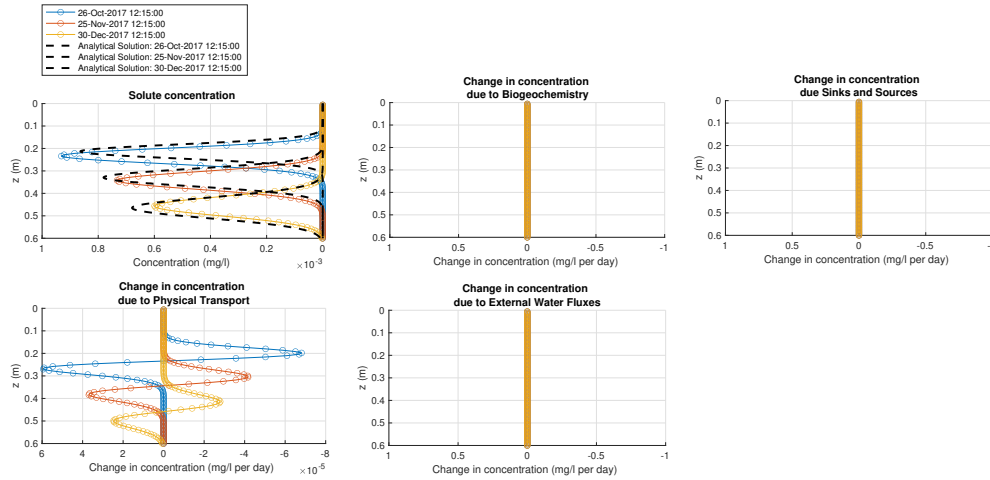 26-Oct-2017 12:15:00
25-Nov-2017 12:15:00
30-Dec-2017 12:15:00
Analytical Solution: 26-Oct-2017 12:15:00
Analytical Solution: 25-Nov-2017 12:15:00
Analytical Solution: 30-Dec-2017 12:15:00
Solute concentration
0
0.1
0.2
0.3
0.4
0.5
0.6
z (m)
1
0.8
0.6
0.4
0.2
0
Concentration (mg/l)
×10⁻³
Change in concentration
due to Biogeochemistry
0
0.1
0.2
0.3
0.4
0.5
0.6
z (m)
1
0.5
0
-0.5
-1
Change in concentration (mg/l per day)
Change in concentration
due Sinks and Sources
0
0.1
0.2
0.3
0.4
0.5
0.6
z (m)
1
0.5
0
-0.5
Change in concentration (mg/l per day)
Change in concentration
due to Physical Transport
0
0.1
0.2
0.3
0.4
0.5
0.6
z (m)
6
4
2
0
-2
-4
-6
-8
Change in concentration (mg/l per day)
×10⁻⁵
Change in concentration
due to External Water Fluxes
0
0.1
0.2
0.3
0.4
0.5
0.6
z (m)
1
0.5
0
-0.5
-1
Change in concentration (mg/l per day)